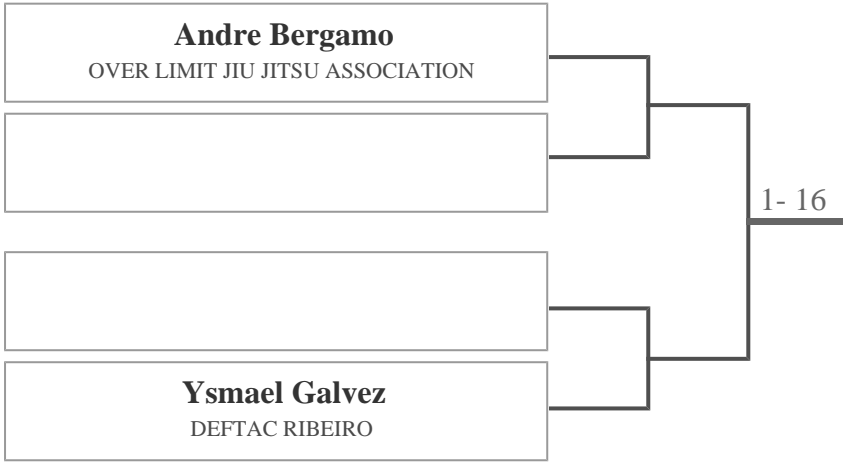 Andre Bergamo
OVER LIMIT JIU JITSU ASSOCIATION
1- 16
Ysmael Galvez
DEFTAC RIBEIRO